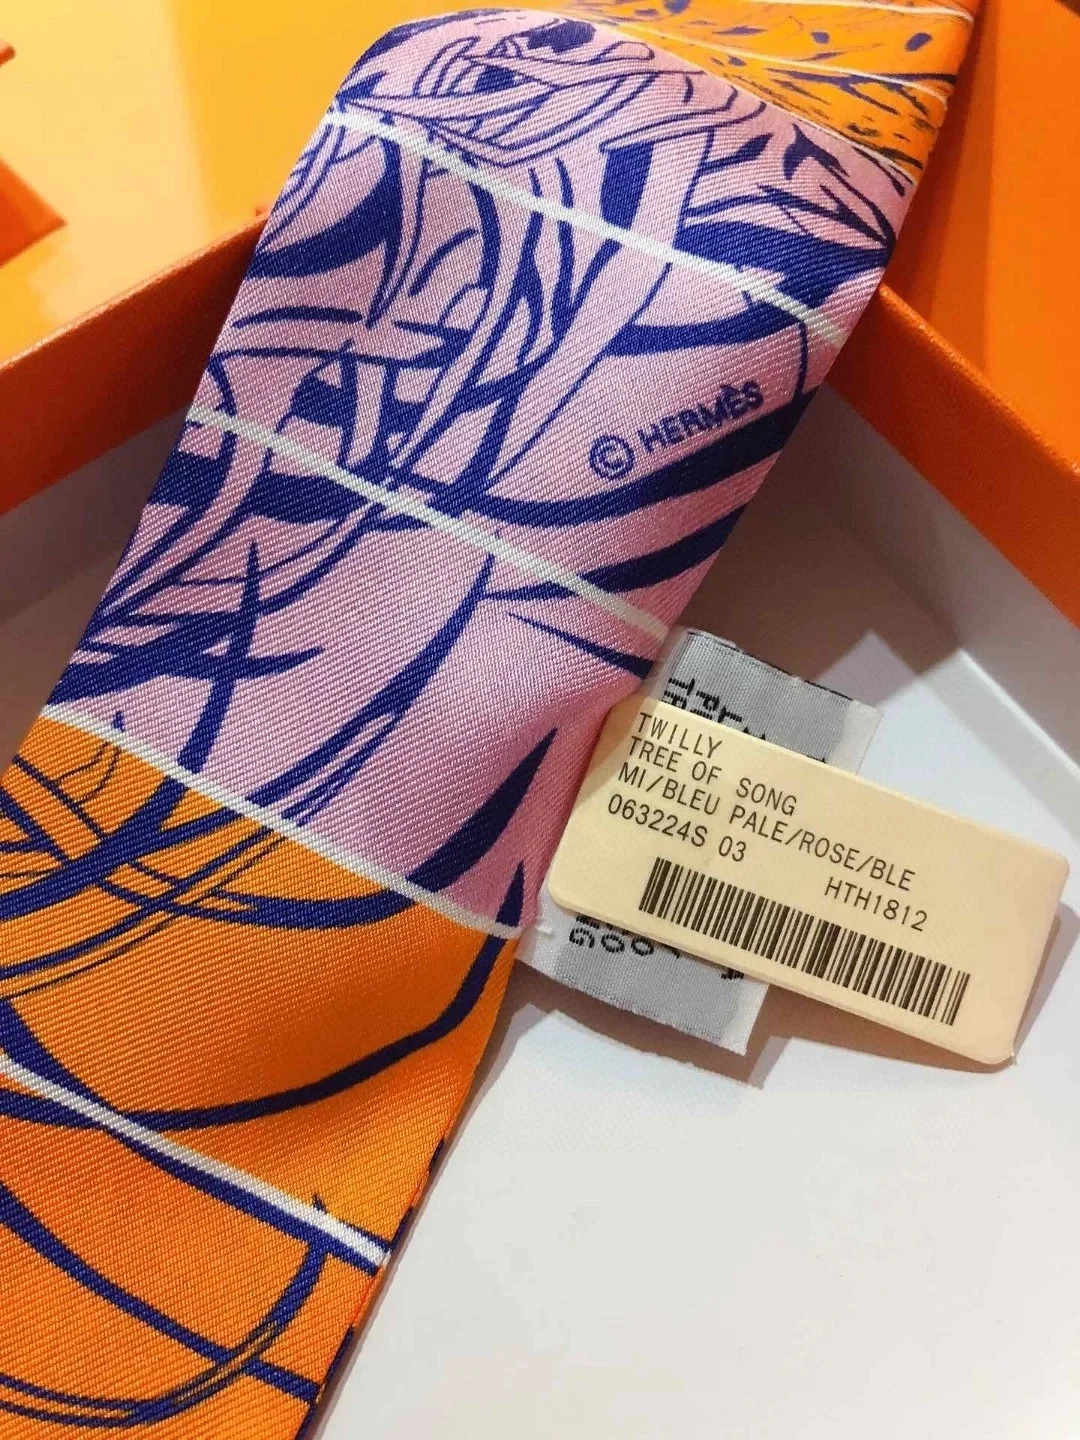 © HERMÈS
TWILLY
TREE OF SONG
MI/BLEU PALE/ROSE/BLE
063224S 03
HTH1812